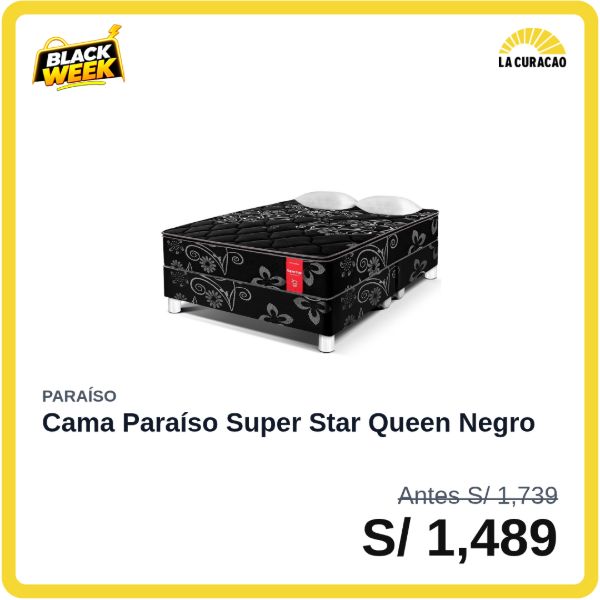 BLACK
WEEK
LA CURACAO
PARAÍSO
Cama Paraíso Super Star Queen Negro
Antes S/ 1,739
S/ 1,489